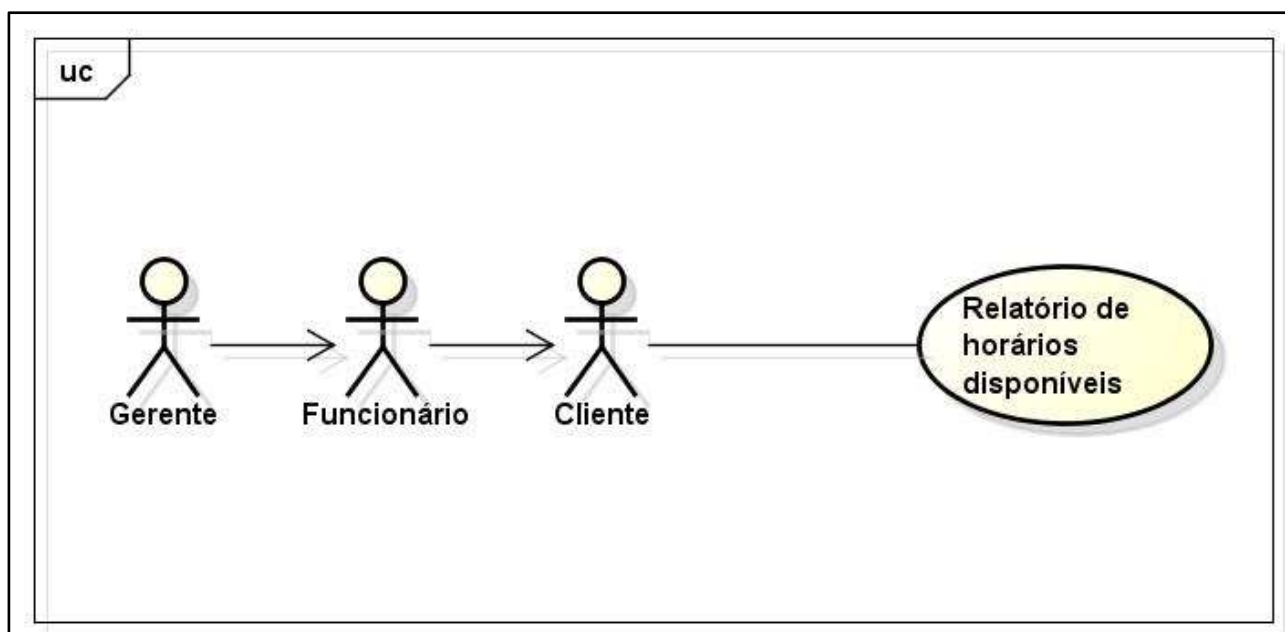 uc
Gerente
Funcionário
Cliente
Relatório de
horários
disponíveis